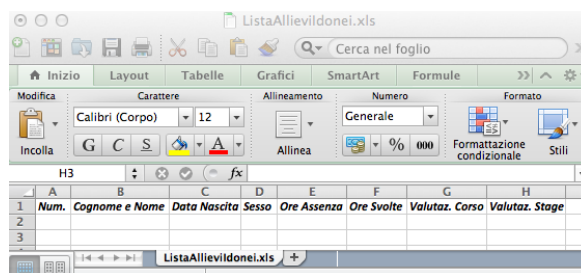 ListaAllieviIdonei.xls
Cerca nel foglio
Inizio Layout Tabelle Grafici SmartArt Formule
Modifica Carattere Allineamento Numero Formato
Calibri (Corpo) 12 Generale
G C S A % 000
Incolla Allinea Formattazione condizionale Stili
H3 fx
A B C D E F G H
1 Num. Cognome e Nome Data Nascita Sesso Ore Assenza Ore Svolte Valutaz. Corso Valutaz. Stage
2
3
ListaAllieviIdonei.xls +